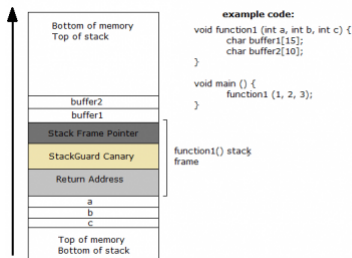 Bottom of memory
Top of stack
buffer2
buffer1
Stack Frame Pointer
StackGuard Canary
Return Address
a
b
c
Top of memory
Bottom of stack
example code:
void function1 (int a, int b, int c) {
char buffer1[15];
char buffer2[10];
}
void main () {
function1 (1, 2, 3);
}
function1() stack
frame